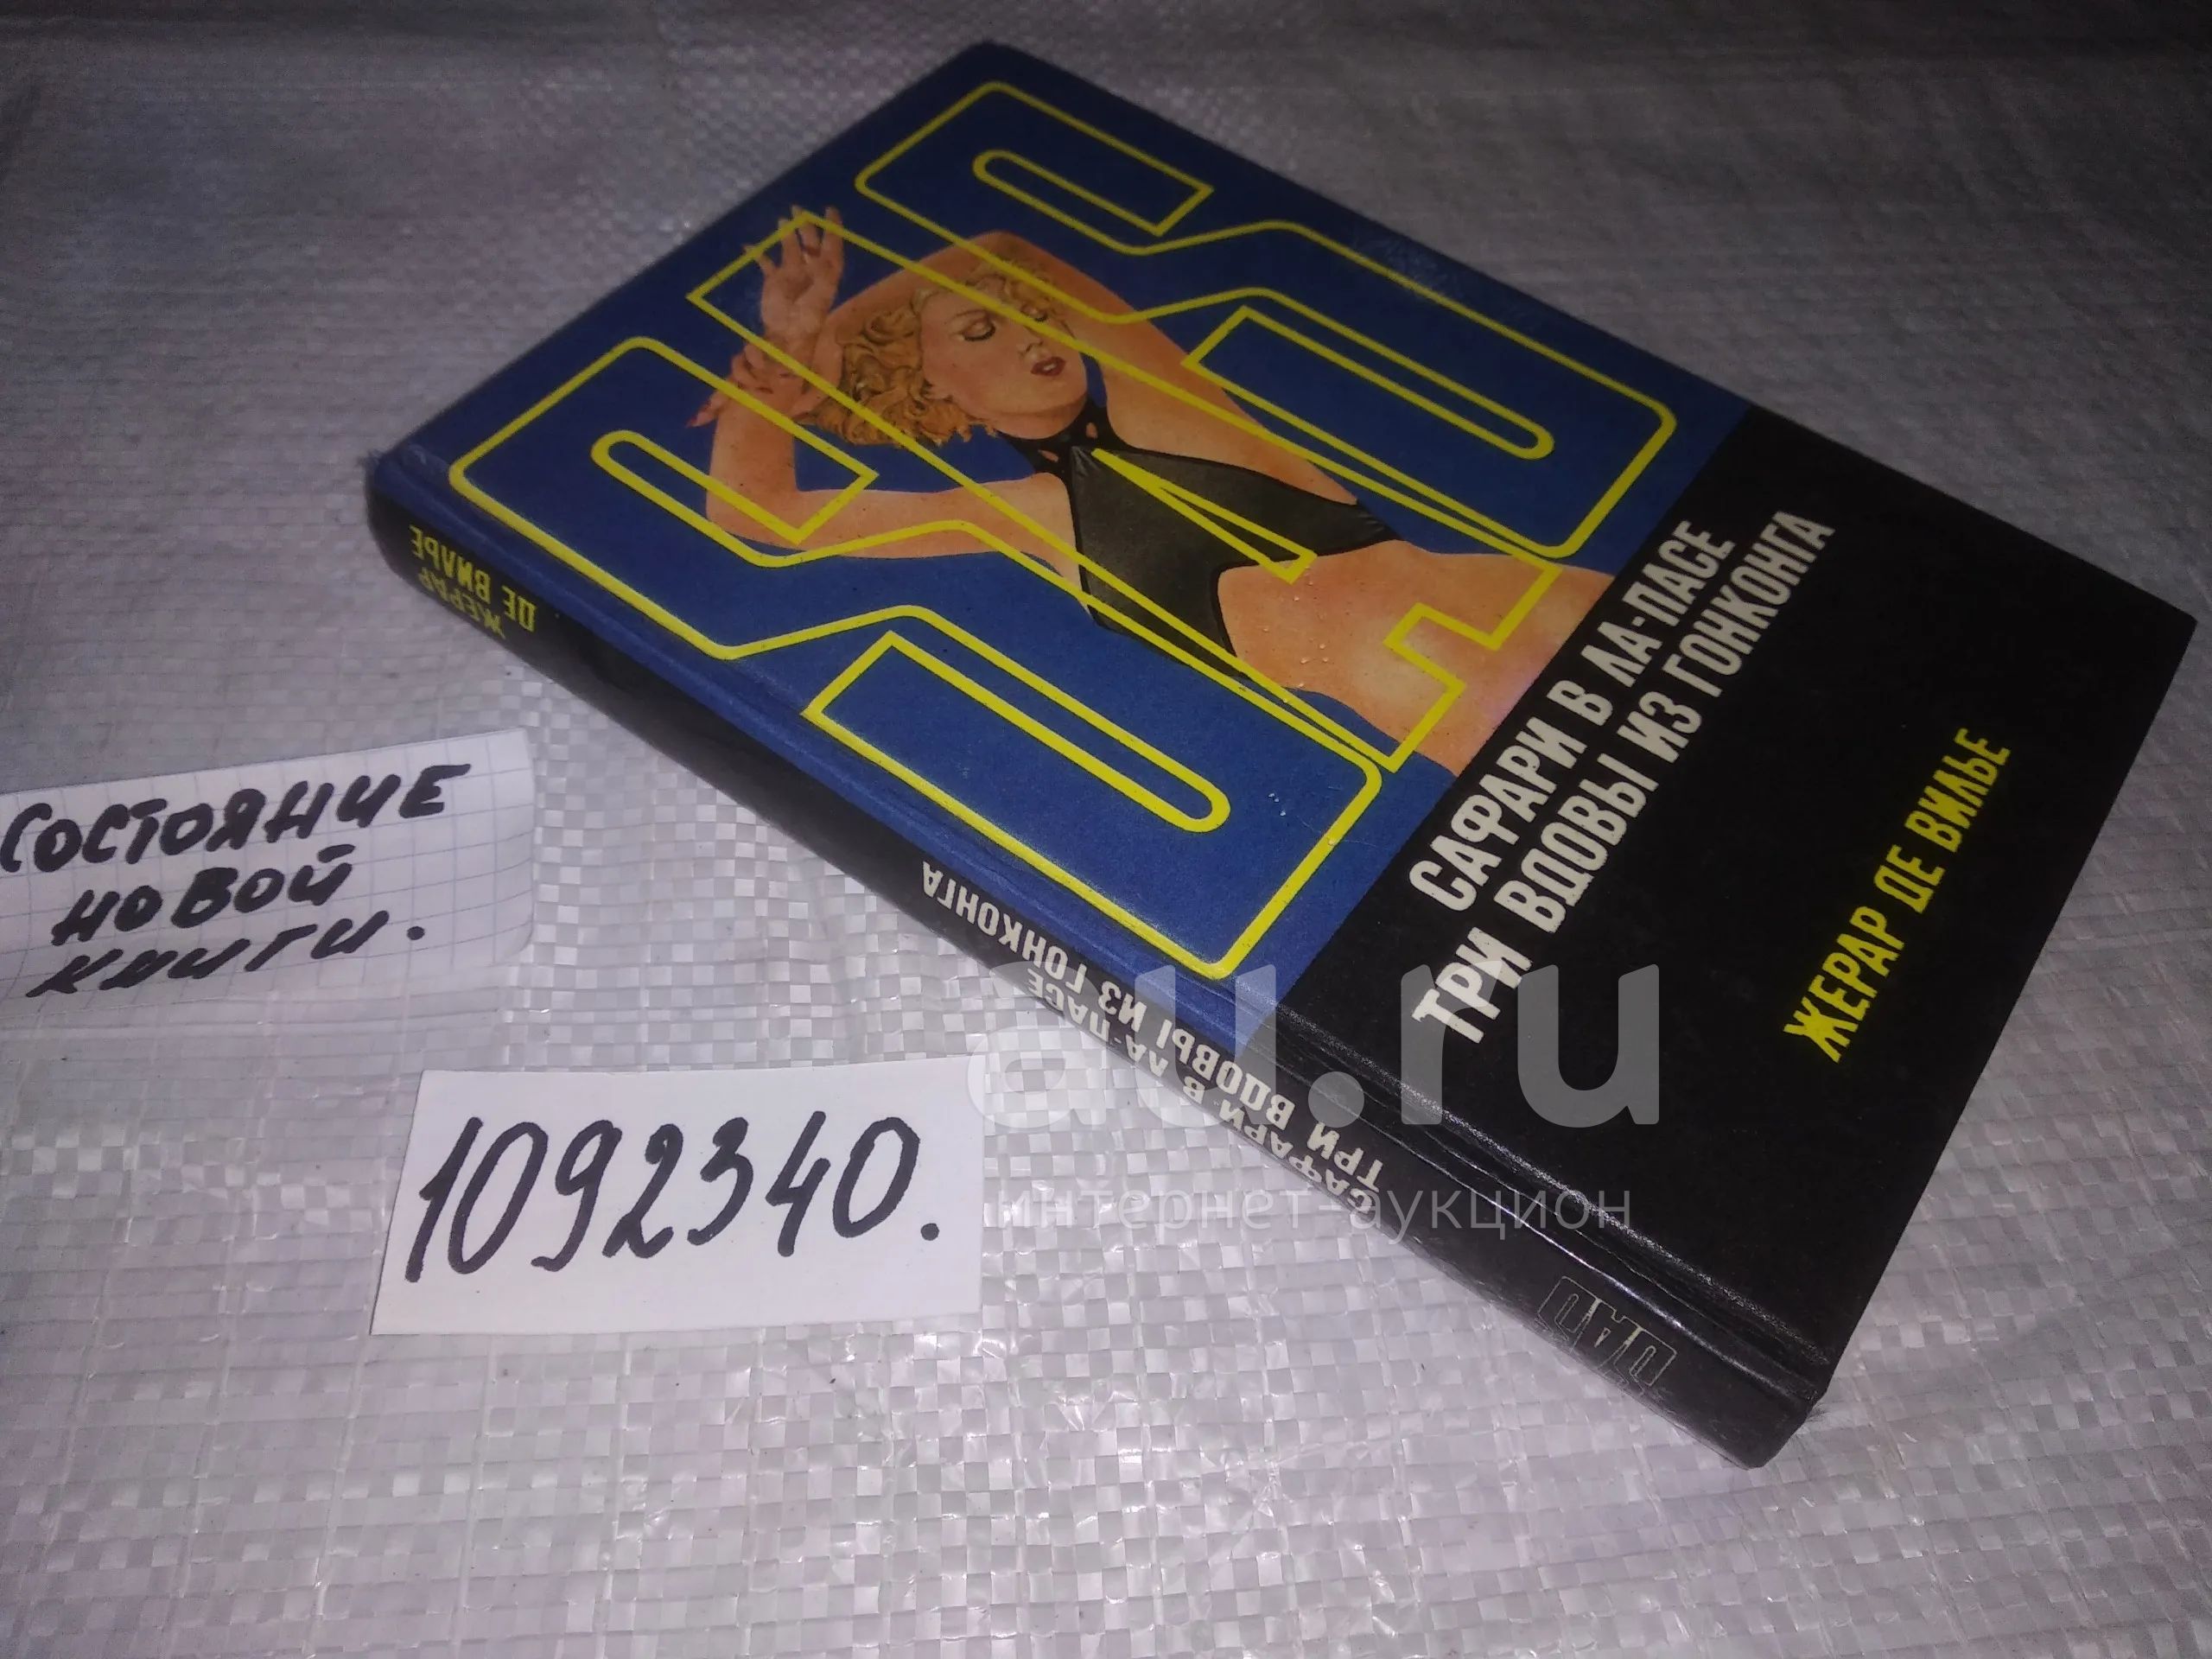 SAS
САФАРИ В ЛА-ПАСЕ
ТРИ ВДОВЫ ИЗ ГОНКОНГА
ЖЕРАР ДЕ ВИЛЬЕ
ЖЕРАР
ДЕ ВИЛЬЕ
САФАРИ В ЛА-ПАСЕ
ТРИ ВДОВЫ ИЗ ГОНКОНГА
SAS
СОСТОЯНИЕ
НОВОЙ
КНИГИ.
1092340.
au.ru
интернет-аукцион